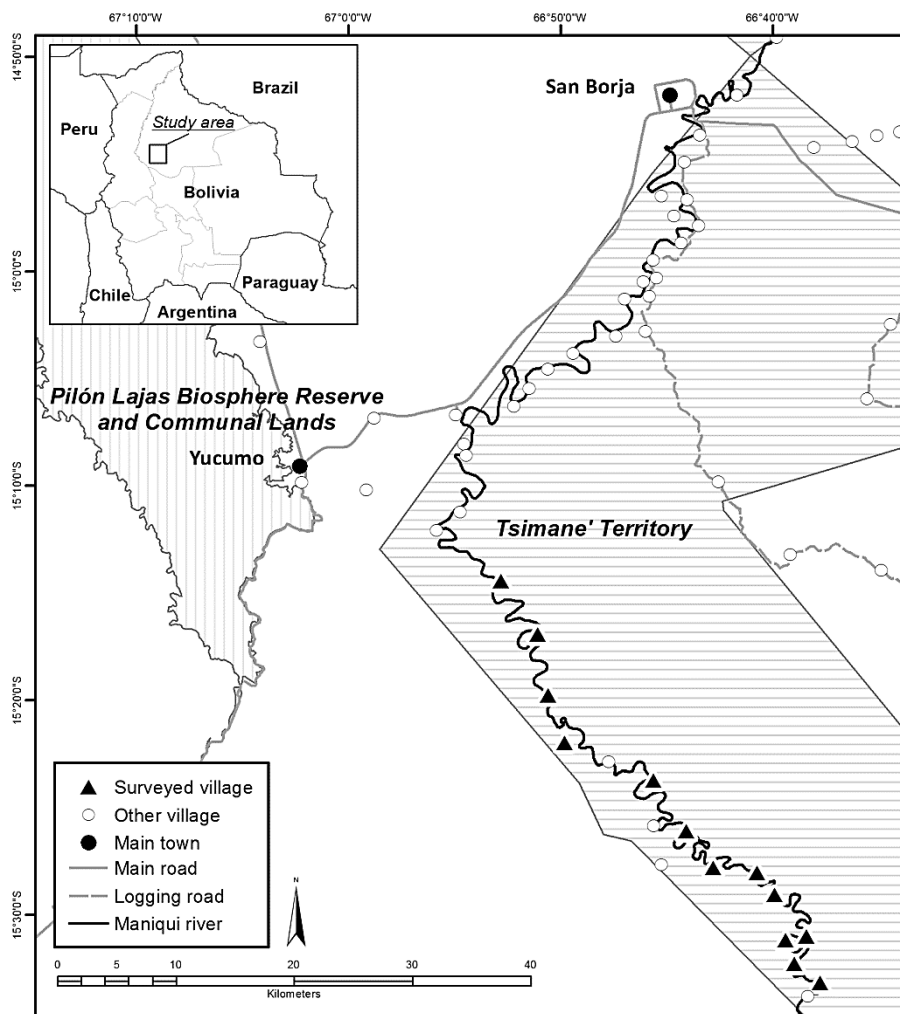 67°10'0"W
67°0'0"W
66°50'0"W
66°40'0"W
14°50'0"S
15°0'0"S
15°10'0"S
15°20'0"S
15°30'0"S
Brazil
Peru
Study area
Bolivia
Paraguay
Chile
Argentina
San Borja
Pilón Lajas Biosphere Reserve
and Communal Lands
Yucumo
Tsimane' Territory
Surveyed village
Other village
Main town
Main road
Logging road
Maniqui river
N
0 5 10 20 30 40
Kilometers